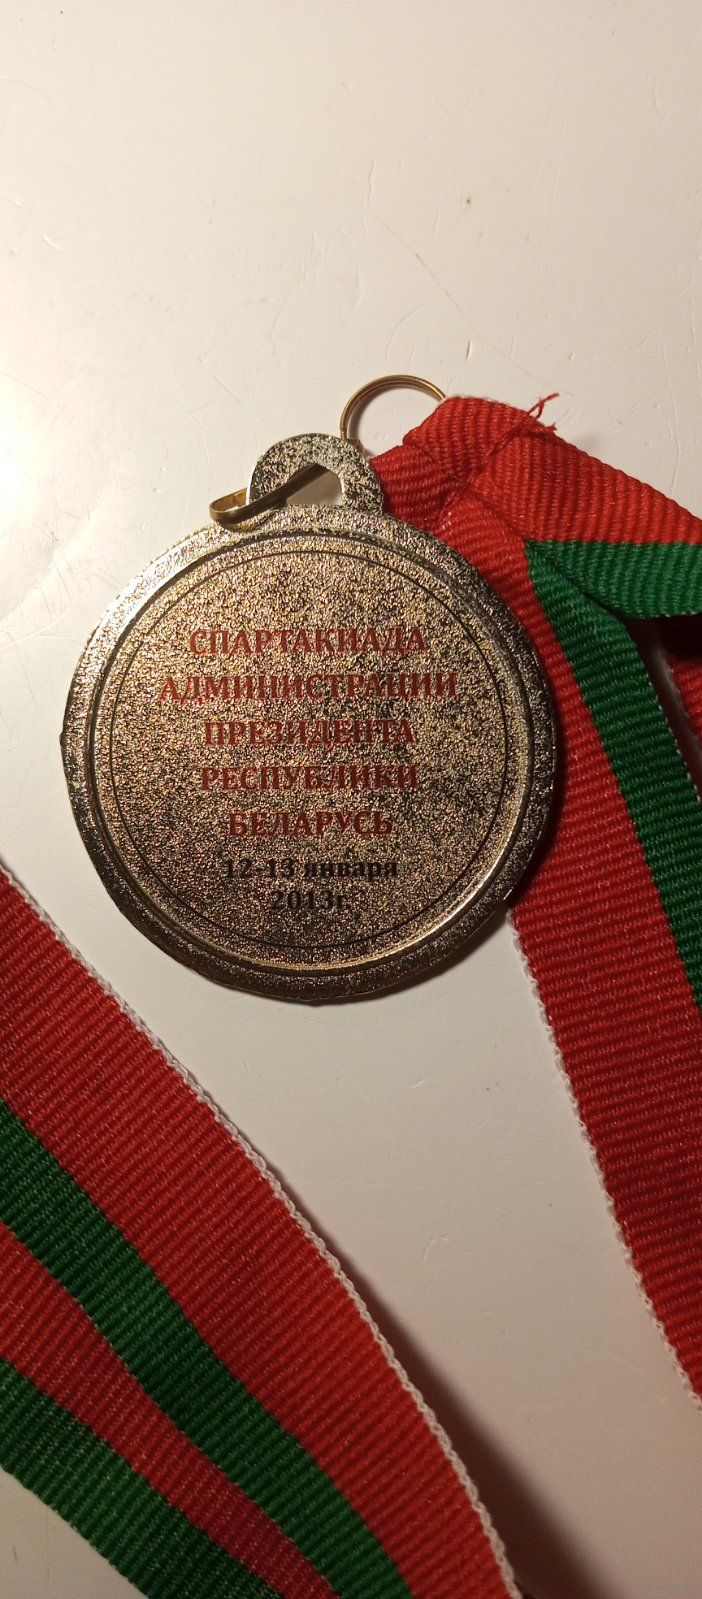 СПАРТАКИАДА
АДМИНИСТРАЦИИ
ПРЕЗИДЕНТА
РЕСПУБЛИКИ
БЕЛАРУСЬ
12-13 января
2013г.